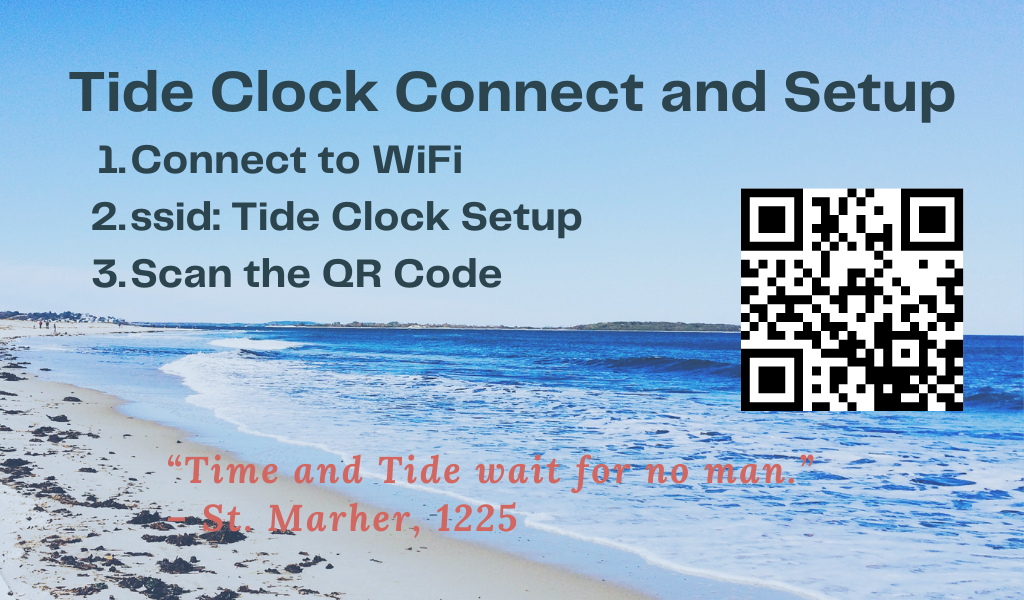 Tide Clock Connect and Setup
1. Connect to WiFi
2. ssid: Tide Clock Setup
3. Scan the QR Code
“Time and Tide wait for no man.”
– St. Marher, 1225